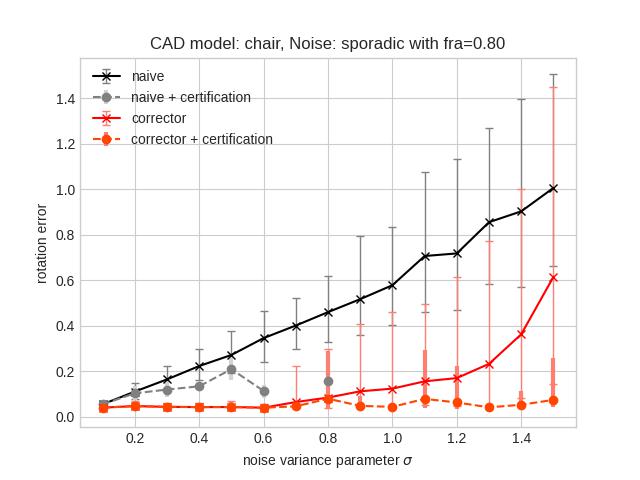 CAD model: chair, Noise: sporadic with fra=0.80
naive
naive + certification
corrector
corrector + certification
rotation error
1.4
1.2
1.0
0.8
0.6
0.4
0.2
0.0
0.2 0.4 0.6 0.8 1.0 1.2 1.4
noise variance parameter σ